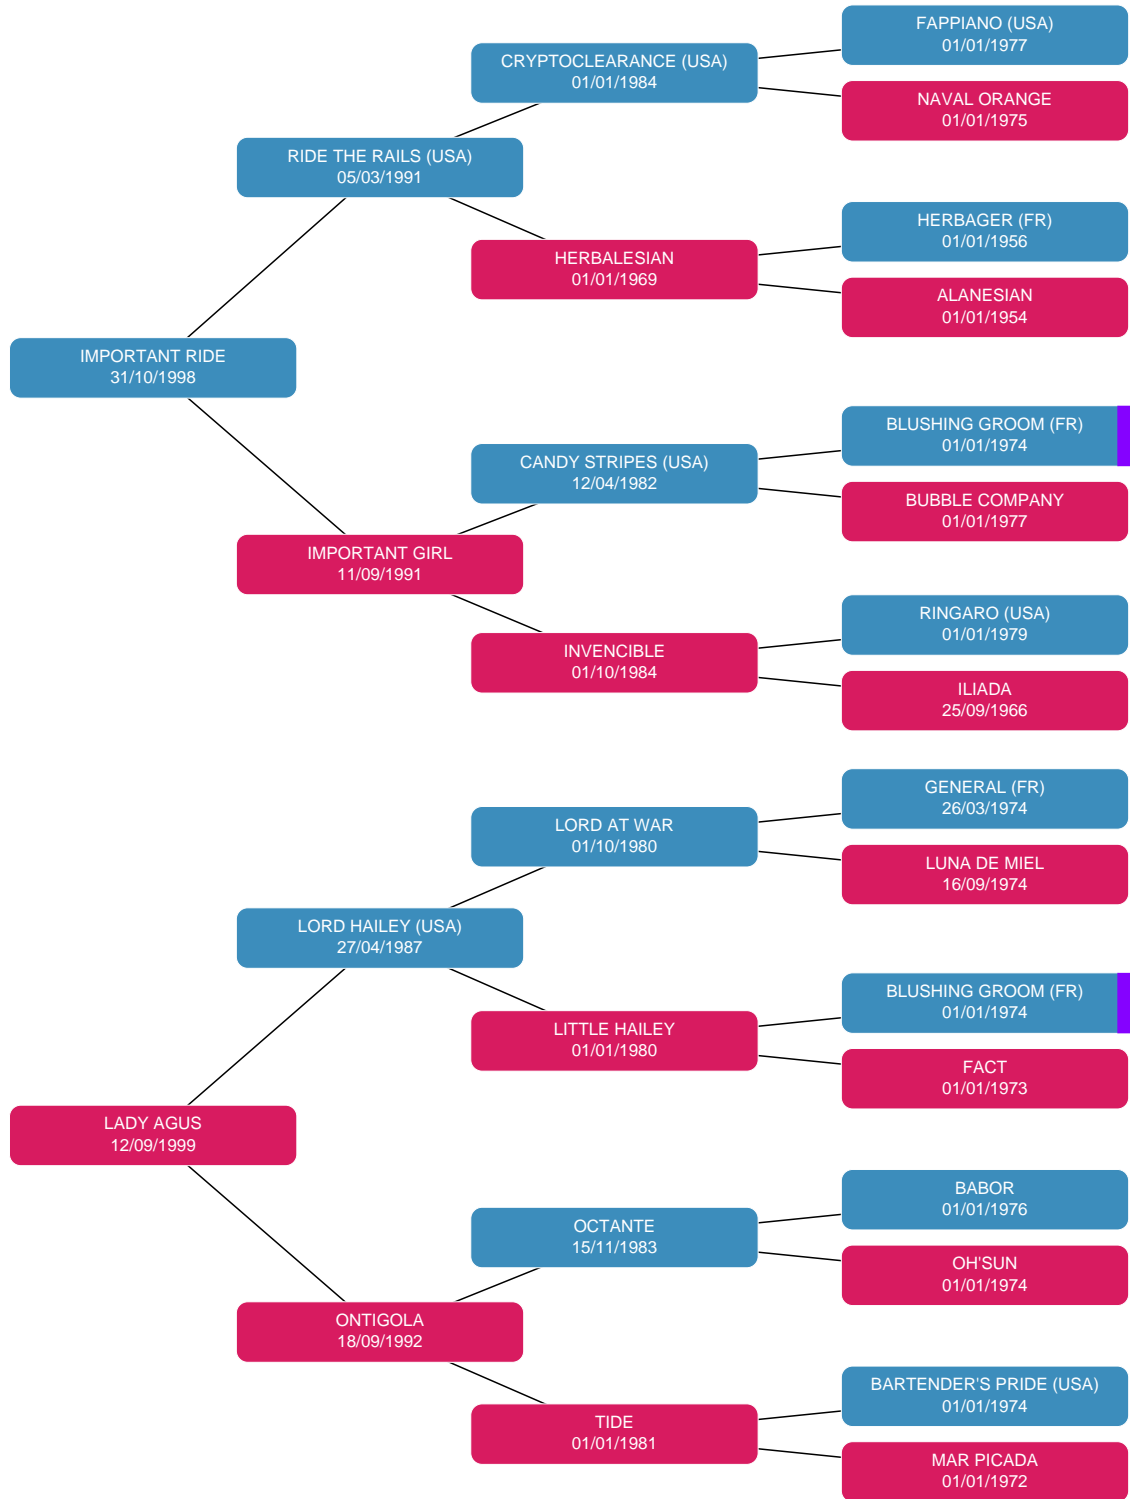 FAPPIANO (USA)
01/01/1977
CRYPTOCLEARANCE (USA)
01/01/1984
NAVAL ORANGE
01/01/1975
RIDE THE RAILS (USA)
05/03/1991
HERBAGER (FR)
01/01/1956
HERBALESIAN
01/01/1969
ALANESIAN
01/01/1954
IMPORTANT RIDE
31/10/1998
BLUSHING GROOM (FR)
01/01/1974
CANDY STRIPES (USA)
12/04/1982
BUBBLE COMPANY
01/01/1977
IMPORTANT GIRL
11/09/1991
RINGARO (USA)
01/01/1979
INVENCIBLE
01/10/1984
ILIADA
25/09/1966
GENERAL (FR)
26/03/1974
LORD AT WAR
01/10/1980
LUNA DE MIEL
16/09/1974
LORD HAILEY (USA)
27/04/1987
BLUSHING GROOM (FR)
01/01/1974
LITTLE HAILEY
01/01/1980
FACT
01/01/1973
LADY AGUS
12/09/1999
BABOR
01/01/1976
OCTANTE
15/11/1983
OH'SUN
01/01/1974
ONTIGOLA
18/09/1992
BARTENDER'S PRIDE (USA)
01/01/1974
TIDE
01/01/1981
MAR PICADA
01/01/1972